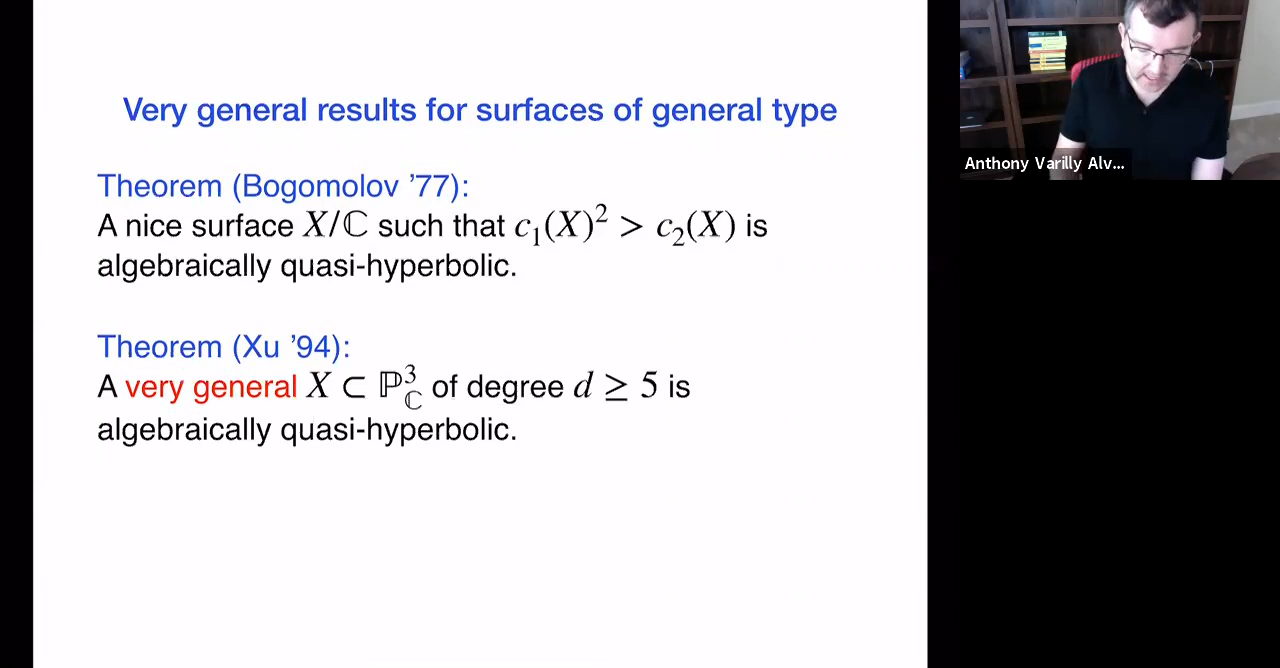 Very general results for surfaces of general type
Theorem (Bogomolov ’77):
A nice surface X/ℂ such that c₁(X)² > c₂(X) is
algebraically quasi-hyperbolic.
Theorem (Xu ’94):
A very general X ⊂ ℙ³_ℂ of degree d ≥ 5 is
algebraically quasi-hyperbolic.
Anthony Varilly Alv...